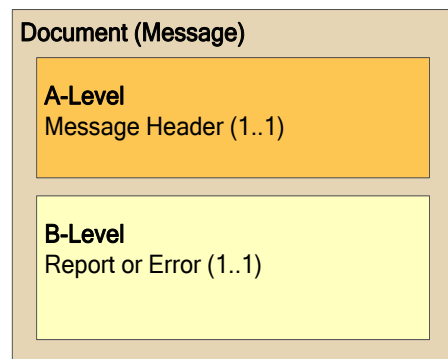 Document (Message)
A-Level
Message Header (1..1)
B-Level
Report or Error (1..1)